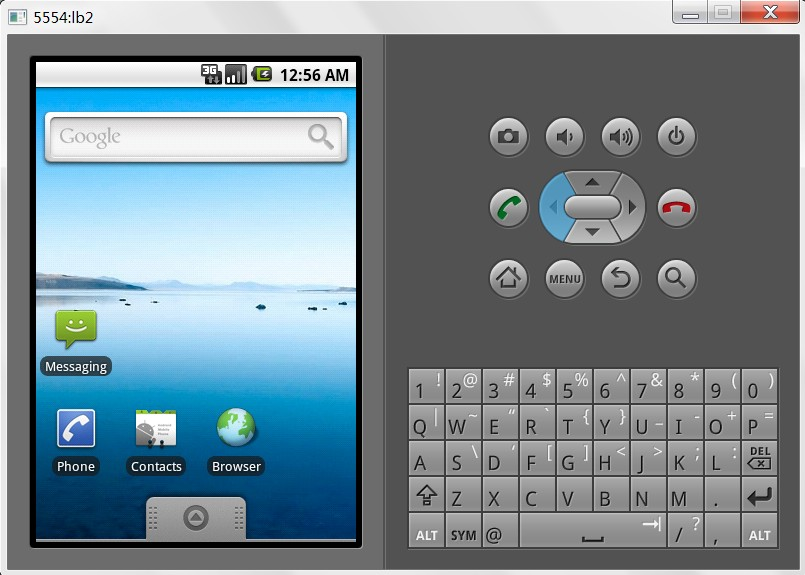 5554:lb2
3G 12:56 AM
Google
Messaging
Phone Contacts Browser
MENU
1 ! 2 @ 3 # 4 $ 5 % 6 ^ 7 & 8 * 9 ( 0 )
Q | W ~ E “ R ` T { Y } U _ I - O + P =
A S \ D ‘ F [ G ] H < J > K ; L : DEL
Z X C V B N M .
ALT SYM @ / ? , ALT